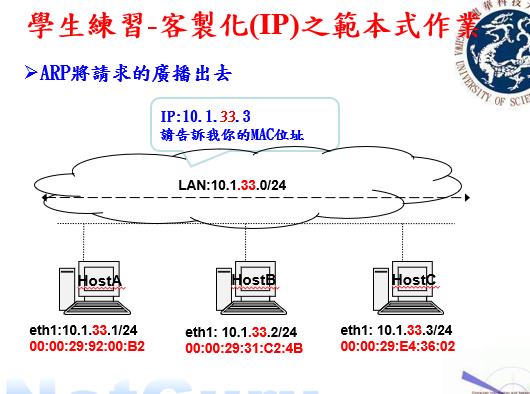 學生練習-客製化(IP)之範本式作業
➢ARP將請求的廣播出去
IP:10.1.33.3
請告訴我你的MAC位址
LAN:10.1.33.0/24
HostA
HostB
HostC
eth1:10.1.33.1/24
00:00:29:92:00:B2
eth1: 10.1.33.2/24
00:00:29:31:C2:4B
eth1: 10.1.33.3/24
00:00:29:E4:36:02
NetGuru